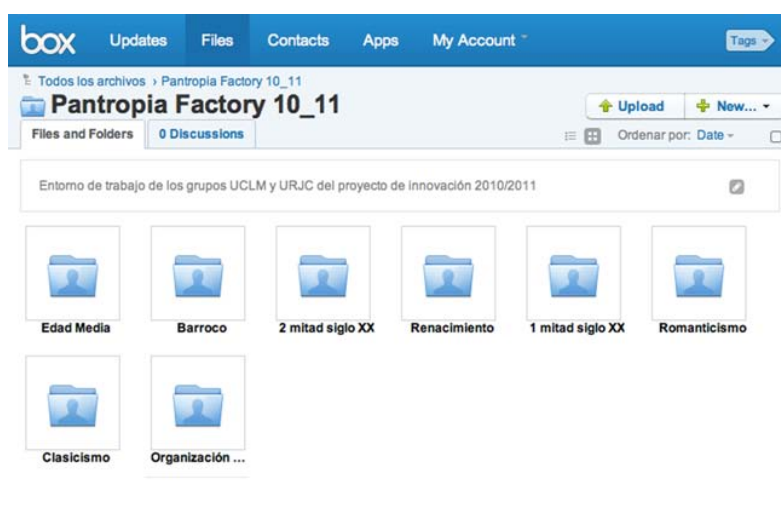 box Updates Files Contacts Apps My Account Tags
Todos los archivos › Pantropia Factory 10_11
Pantropia Factory 10_11
Upload New...
Files and Folders 0 Discussions Ordenar por: Date
Entorno de trabajo de los grupos UCLM y URJC del proyecto de innovación 2010/2011
Edad Media Barroco 2 mitad siglo XX Renacimiento 1 mitad siglo XX Romanticismo
Clasicismo Organización ...